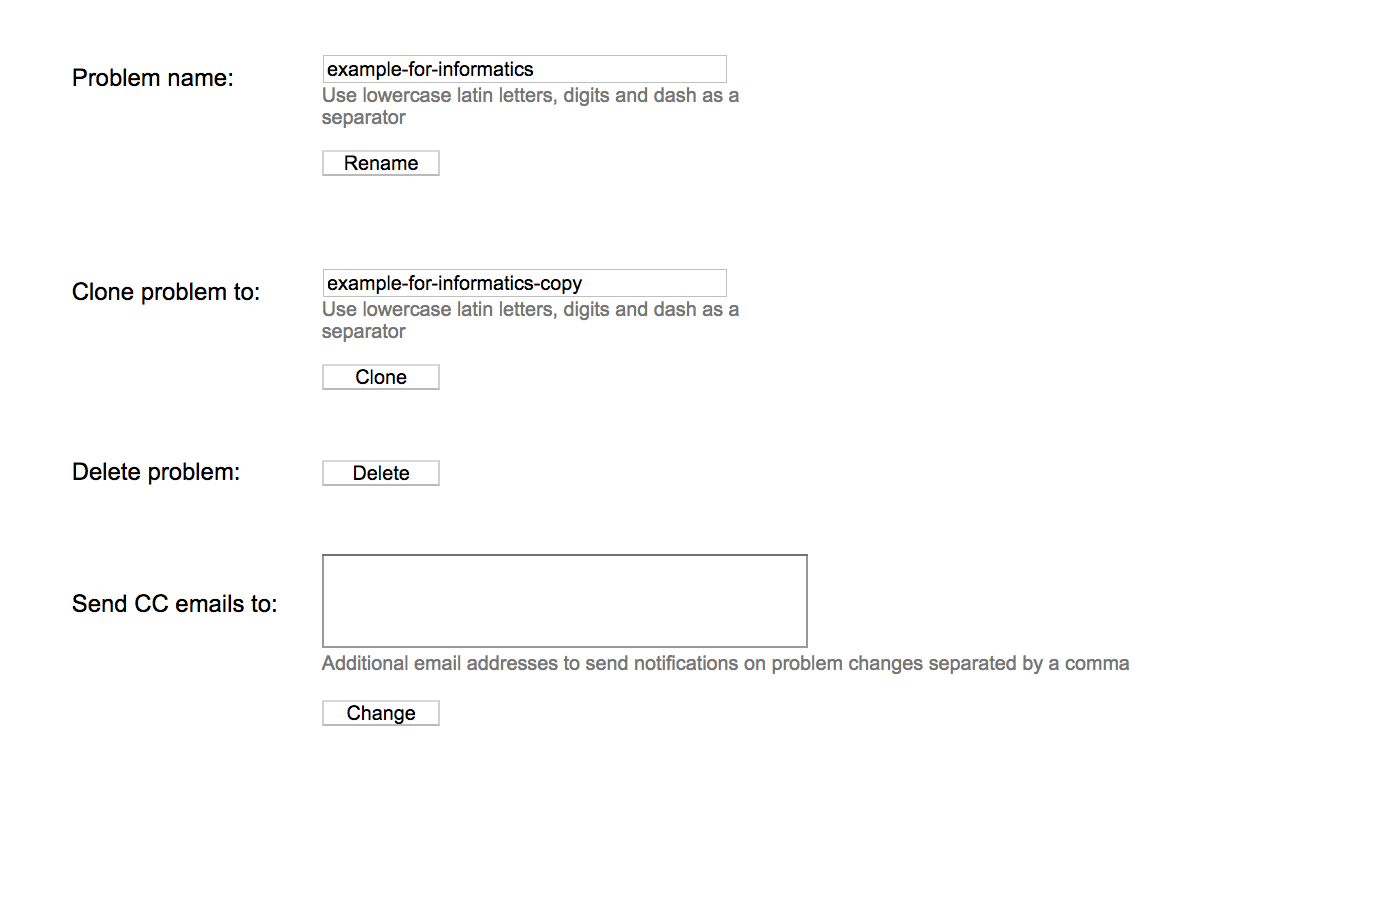 Problem name:
example-for-informatics
Use lowercase latin letters, digits and dash as a
separator
Rename
Clone problem to:
example-for-informatics-copy
Use lowercase latin letters, digits and dash as a
separator
Clone
Delete problem:
Delete
Send CC emails to:
Additional email addresses to send notifications on problem changes separated by a comma
Change